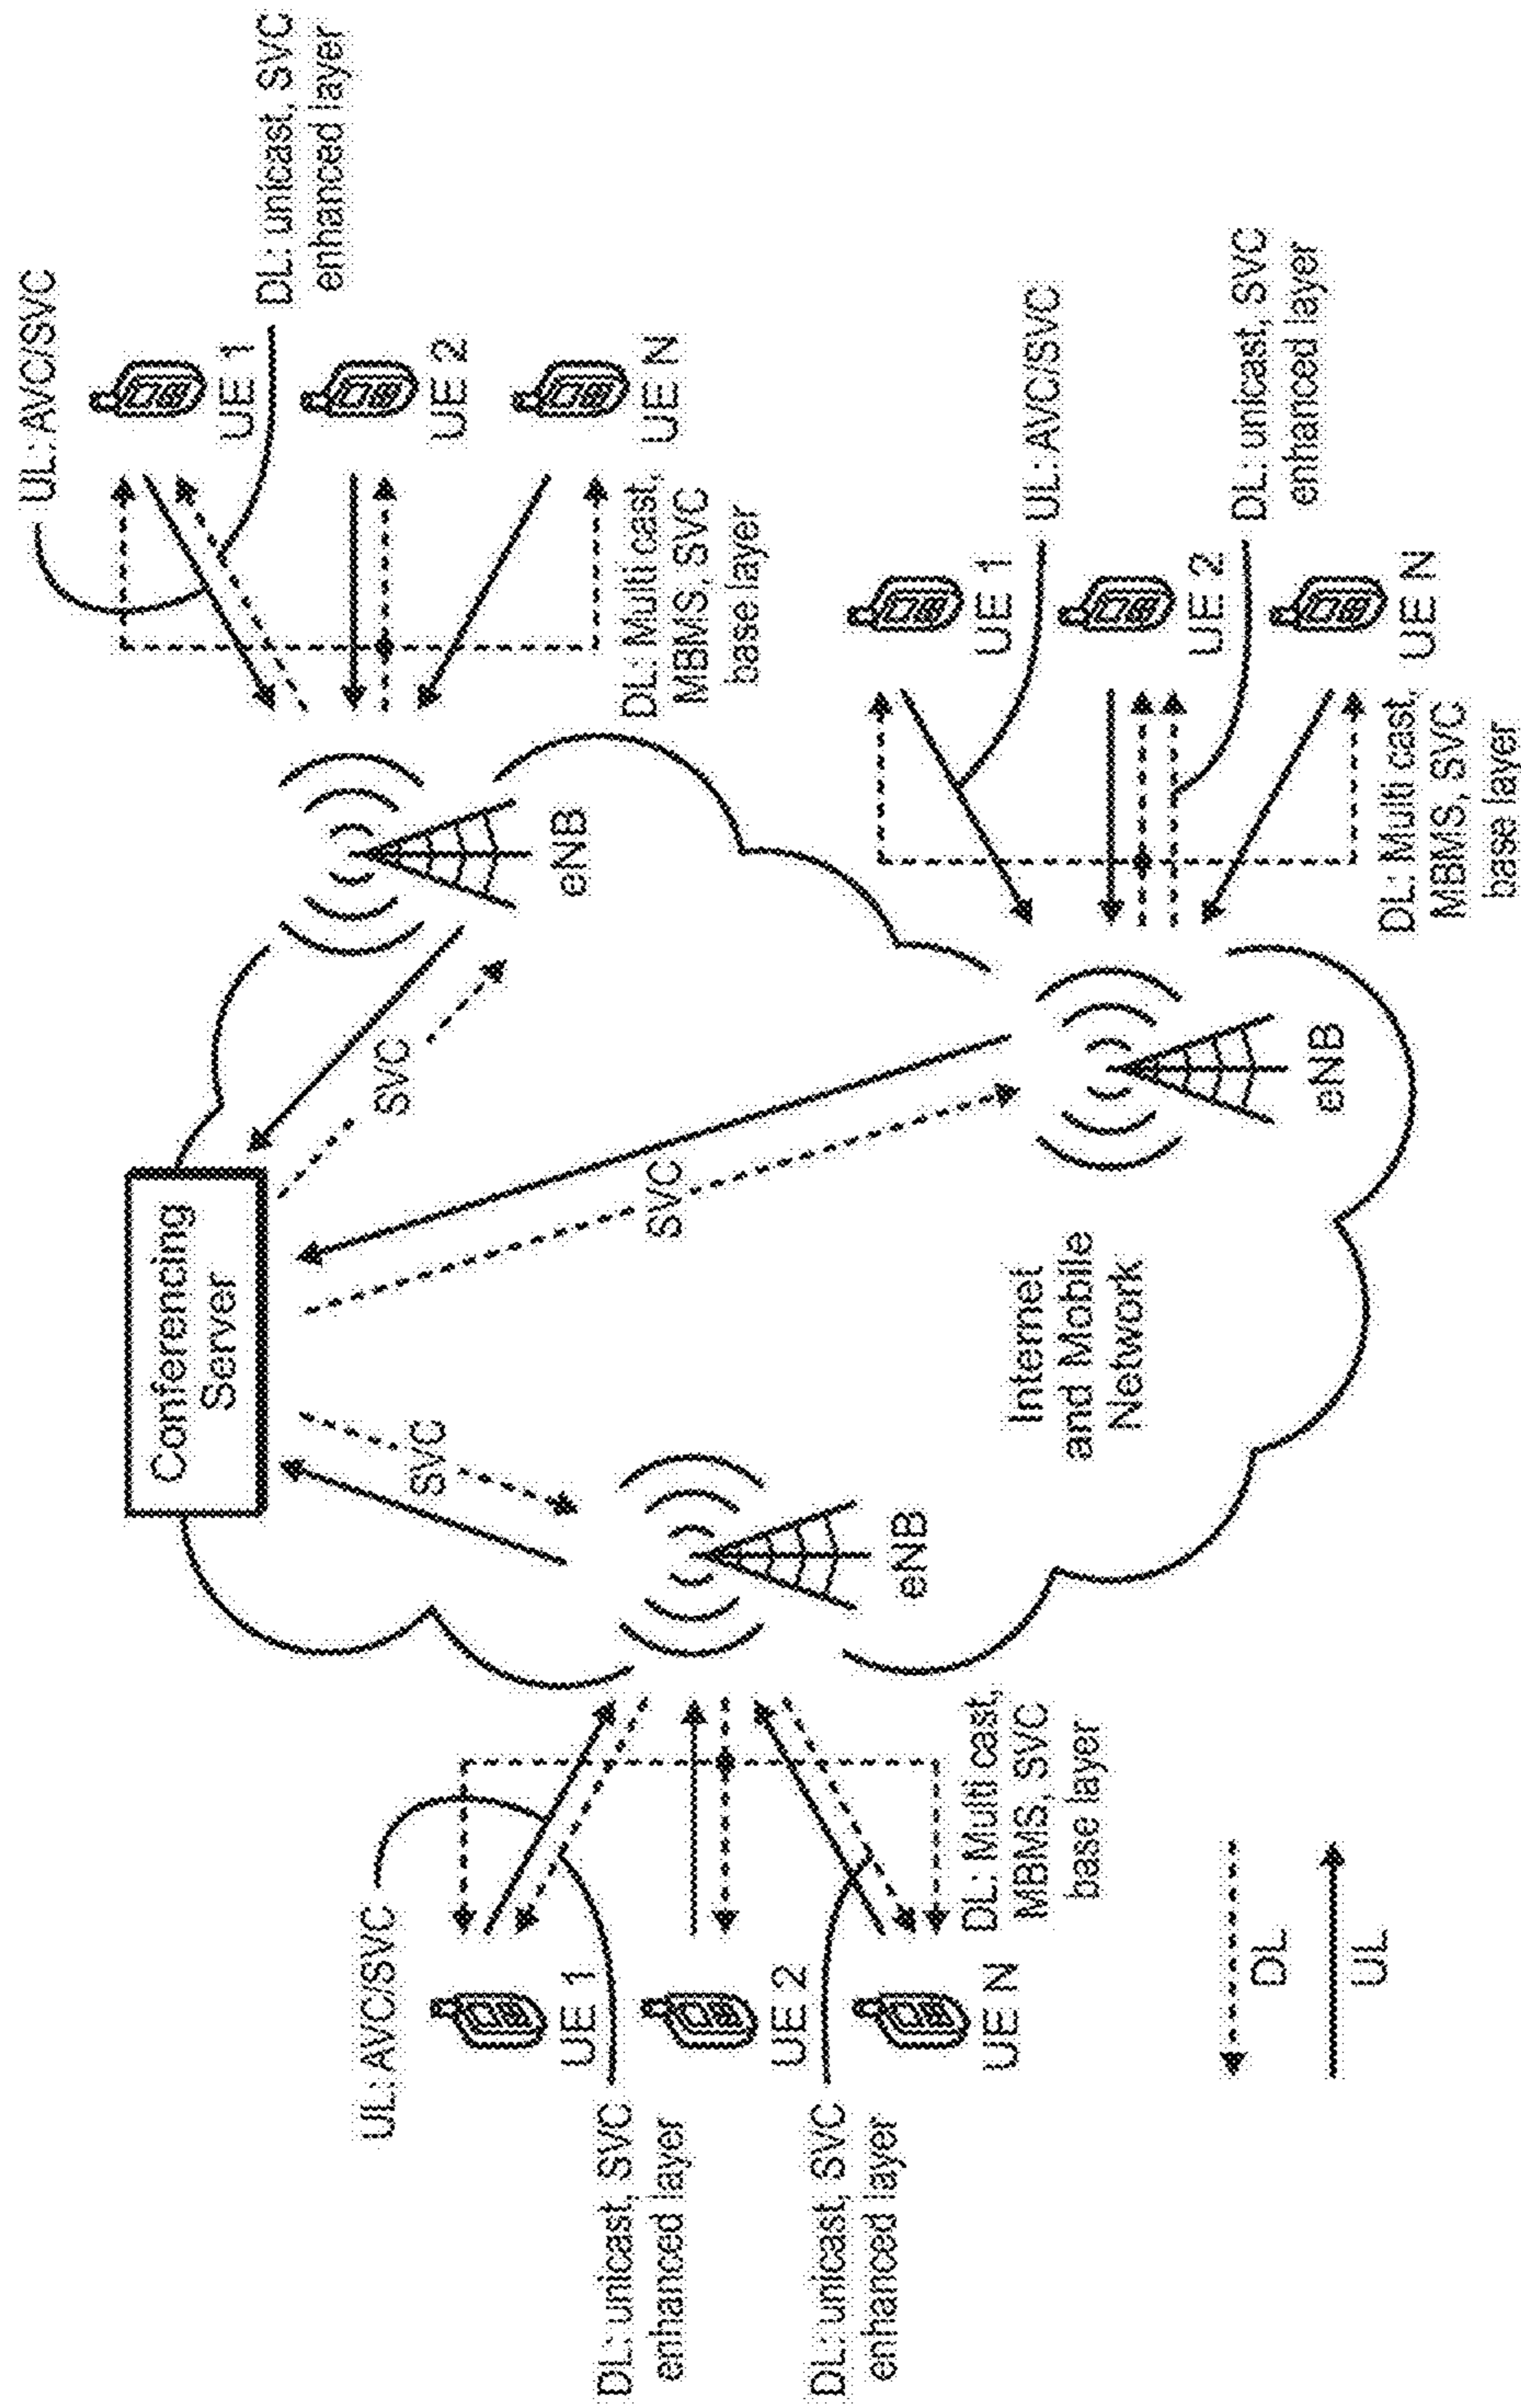 Conferencing
Server
UL: AVC/SVC
UE 1
DL: unicast, SVC
enhanced layer
UE 2
DL: unicast, SVC
enhanced layer
UE N
DL: Multi cast,
MBMS, SVC
base layer
SVC
eNB
SVC
eNB
SVC
eNB
Internet
and Mobile
Network
UL: AVC/SVC
UE 1
DL: unicast, SVC
enhanced layer
UE 2
UE N
DL: Multi cast,
MBMS, SVC
base layer
UE 1
UL: AVC/SVC
UE 2
DL: unicast, SVC
enhanced layer
UE N
DL: Multi cast,
MBMS, SVC
base layer
DL
UL